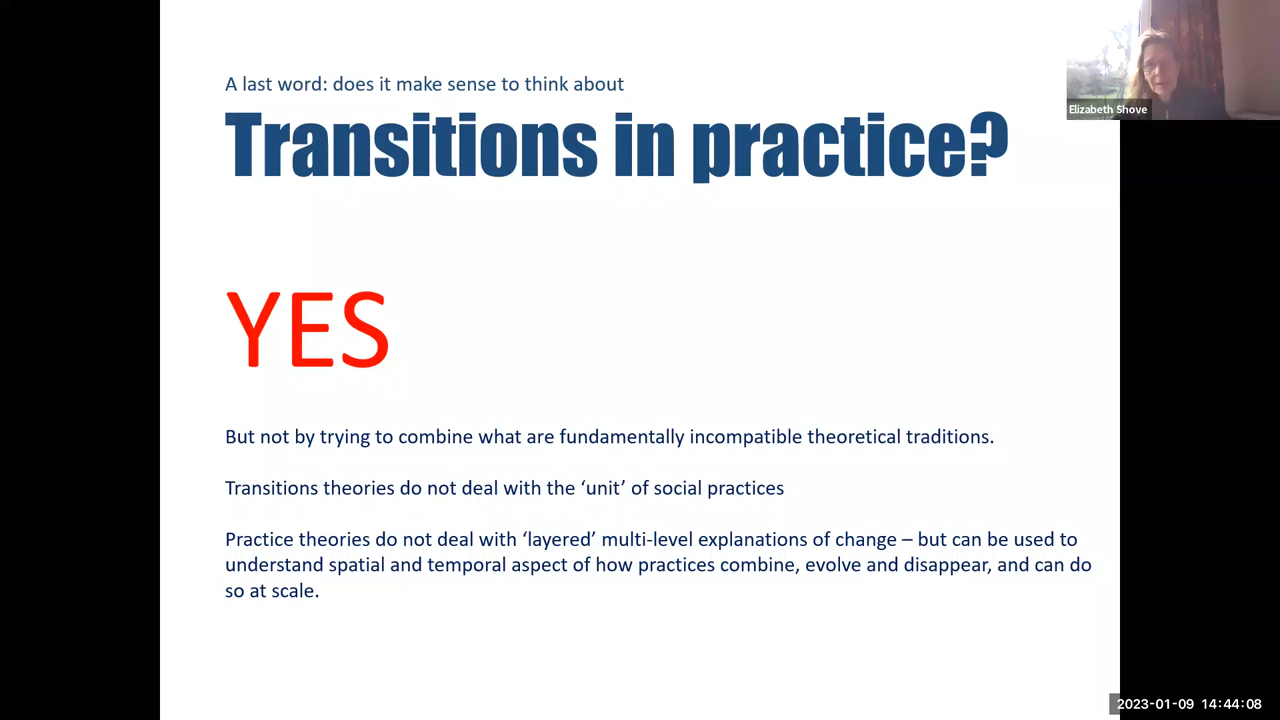 A last word: does it make sense to think about
Transitions in practice?
Elizabeth Shove
YES
But not by trying to combine what are fundamentally incompatible theoretical traditions.
Transitions theories do not deal with the ‘unit’ of social practices
Practice theories do not deal with ‘layered’ multi-level explanations of change – but can be used to
understand spatial and temporal aspect of how practices combine, evolve and disappear, and can do
so at scale.
2023-01-09 14:44:08